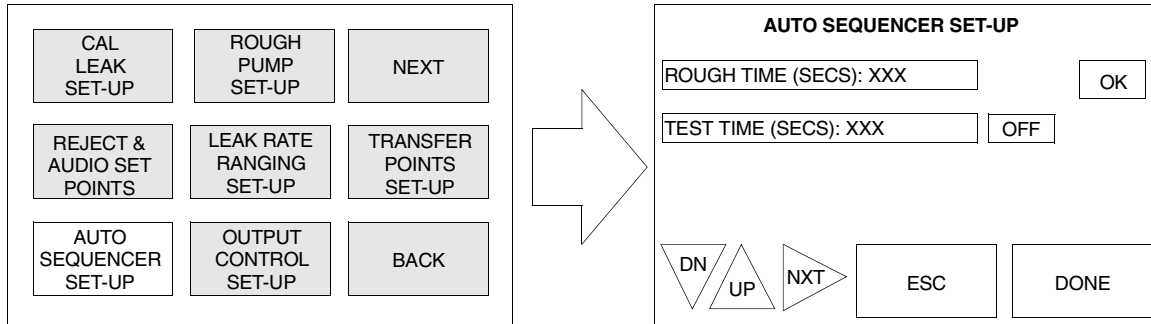 CAL
LEAK
SET-UP
ROUGH
PUMP
SET-UP
NEXT
REJECT &
AUDIO SET
POINTS
LEAK RATE
RANGING
SET-UP
TRANSFER
POINTS
SET-UP
AUTO
SEQUENCER
SET-UP
OUTPUT
CONTROL
SET-UP
BACK
AUTO SEQUENCER SET-UP
ROUGH TIME (SECS): XXX
OK
TEST TIME (SECS): XXX
OFF
DN
UP
NXT
ESC
DONE